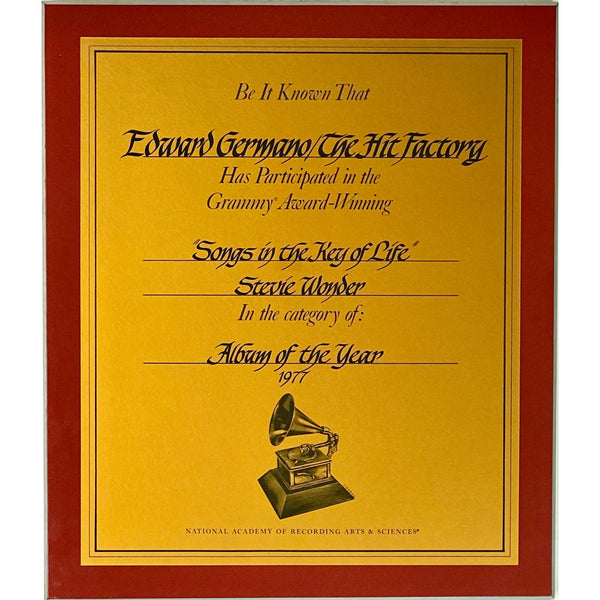 Be It Known That
Edward Germano/The Hit Factory
Has Participated in the
Grammy® Award-Winning
"Songs in the Key of Life"
Stevie Wonder
In the category of:
Album of the Year
1977
NATIONAL ACADEMY OF RECORDING ARTS & SCIENCES®